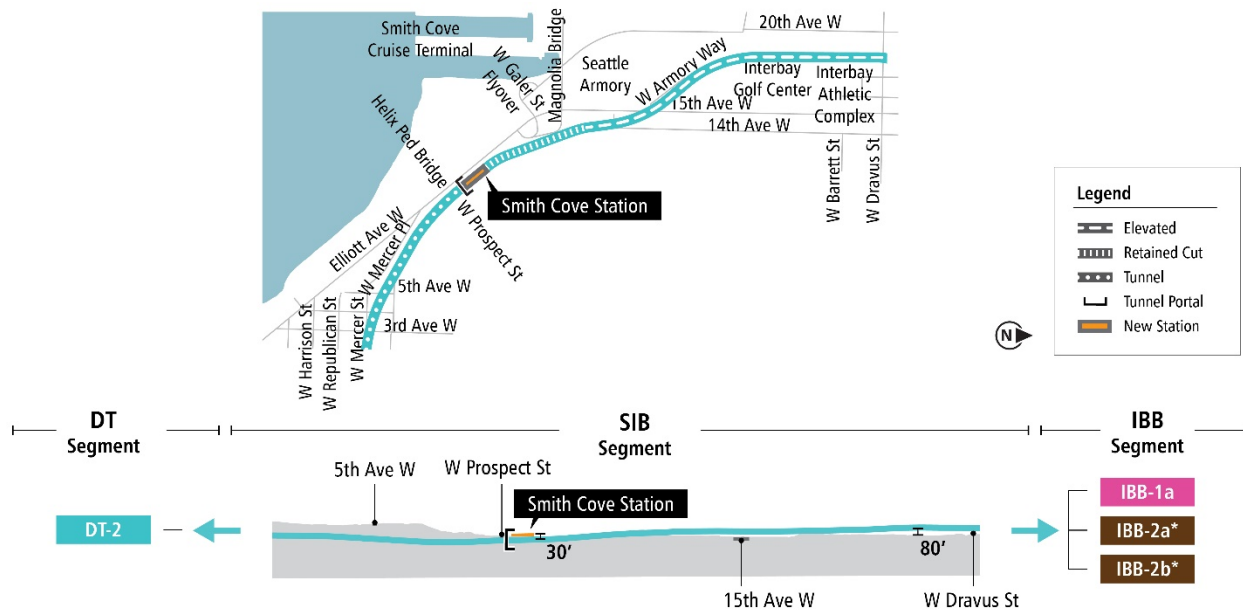 20th Ave W
Smith Cove
Cruise Terminal
Magnolia Bridge
W Galer St
Flyover
Seattle
Armory
W Armory Way
Interbay
Golf Center
Interbay
Athletic
Complex
15th Ave W
14th Ave W
Helix Ped Bridge
W Barrett St
W Dravus St
Smith Cove Station
W Prospect St
Elliott Ave W
W Mercer Pl
5th Ave W
3rd Ave W
W Harrison St
W Republican St
W Mercer St
N
Legend
Elevated
Retained Cut
Tunnel
Tunnel Portal
New Station
DT
Segment
SIB
Segment
IBB
Segment
5th Ave W
W Prospect St
Smith Cove Station
DT-2
30'
80'
15th Ave W
W Dravus St
IBB-1a
IBB-2a*
IBB-2b*